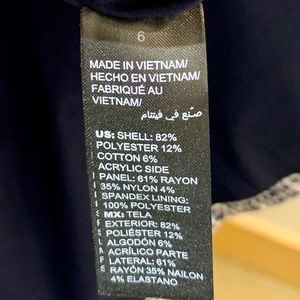 6
MADE IN VIETNAM/
HECHO EN VIETNAM/
FABRIQUÉ AU
VIETNAM/
صنع في فيتنام
US: SHELL: 82%
POLYESTER 12%
COTTON 6%
ACRYLIC SIDE
PANEL: 61% RAYON
35% NYLON 4%
SPANDEX LINING:
100% POLYESTER
MX: TELA
EXTERIOR: 82%
POLIÉSTER 12%
ALGODÓN 6%
ACRÍLICO PARTE
LATERAL: 61%
RAYÓN 35% NAILON
4% ELASTANO